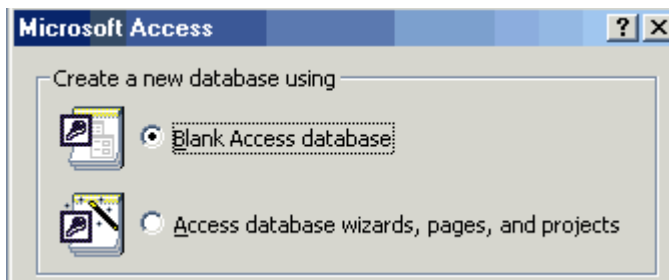 Microsoft Access
Create a new database using
Blank Access database
Access database wizards, pages, and projects